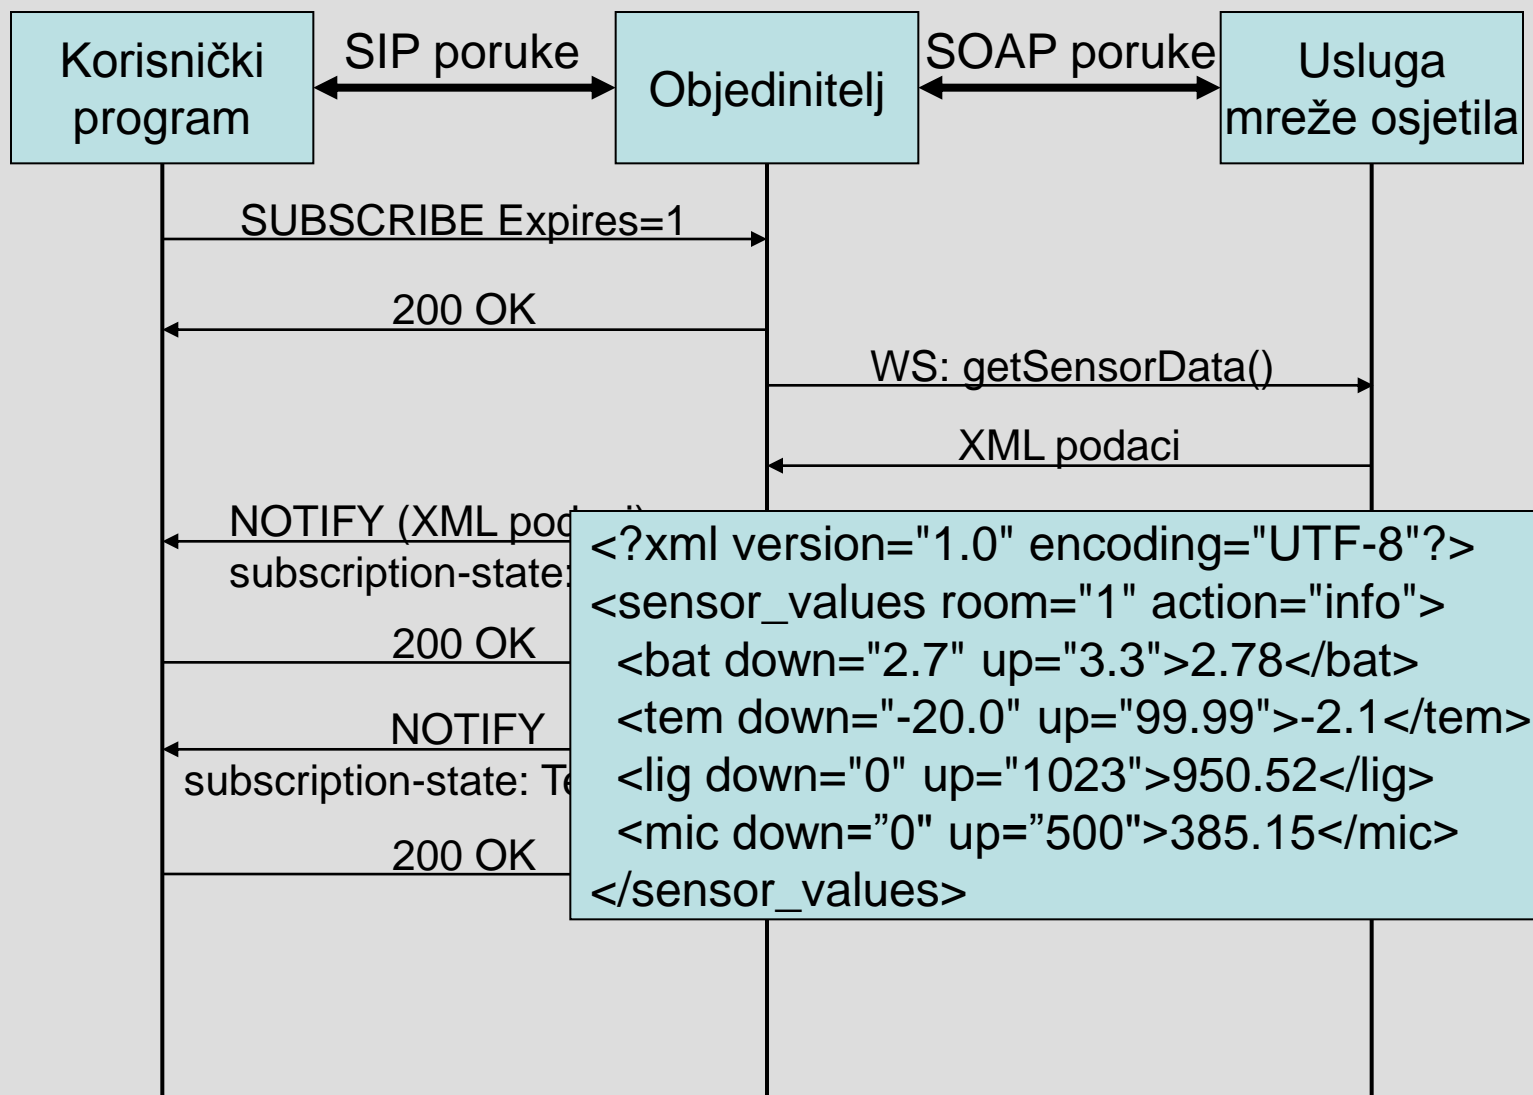 Korisnički
program
SIP poruke
Objedinitelj
SOAP poruke
Usluga
mreže osjetila
SUBSCRIBE Expires=1
200 OK
WS: getSensorData()
XML podaci
NOTIFY (XML
subscription-state:
200 OK
NOTIFY
subscription-state:
200 OK
<?xml version="1.0" encoding="UTF-8"?>
<sensor_values room="1" action="info">
<bat down="2.7" up="3.3">2.78</bat>
<tem down="-20.0" up="99.99">-2.1</tem>
<lig down="0" up="1023">950.52</lig>
<mic down=”0" up=”500">385.15</mic>
</sensor_values>